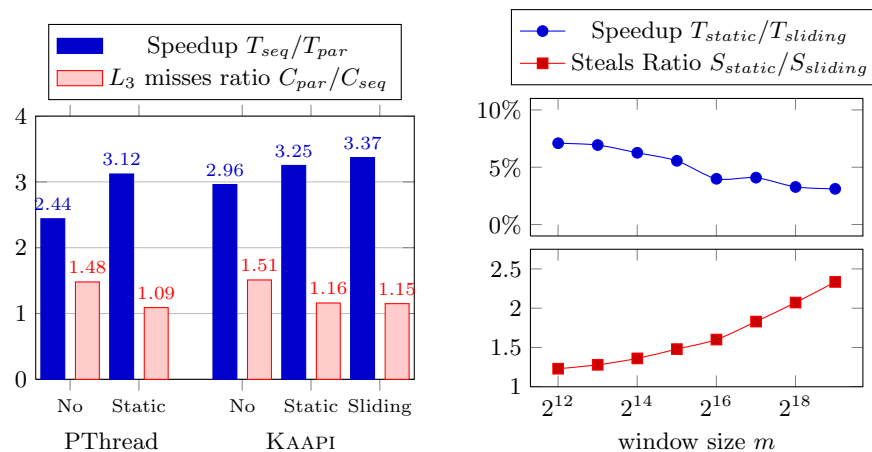 Speedup T_seq/T_par
L_3 misses ratio C_par/C_seq
4
3
2
1
0
2.44
3.12
2.96
3.25
3.37
1.48
1.09
1.51
1.16
1.15
No
Static
No
Static
Sliding
PThread
KAAPI
Speedup T_static/T_sliding
Steals Ratio S_static/S_sliding
10%
5%
0%
2.5
2
1.5
1
2^12
2^14
2^16
2^18
window size m